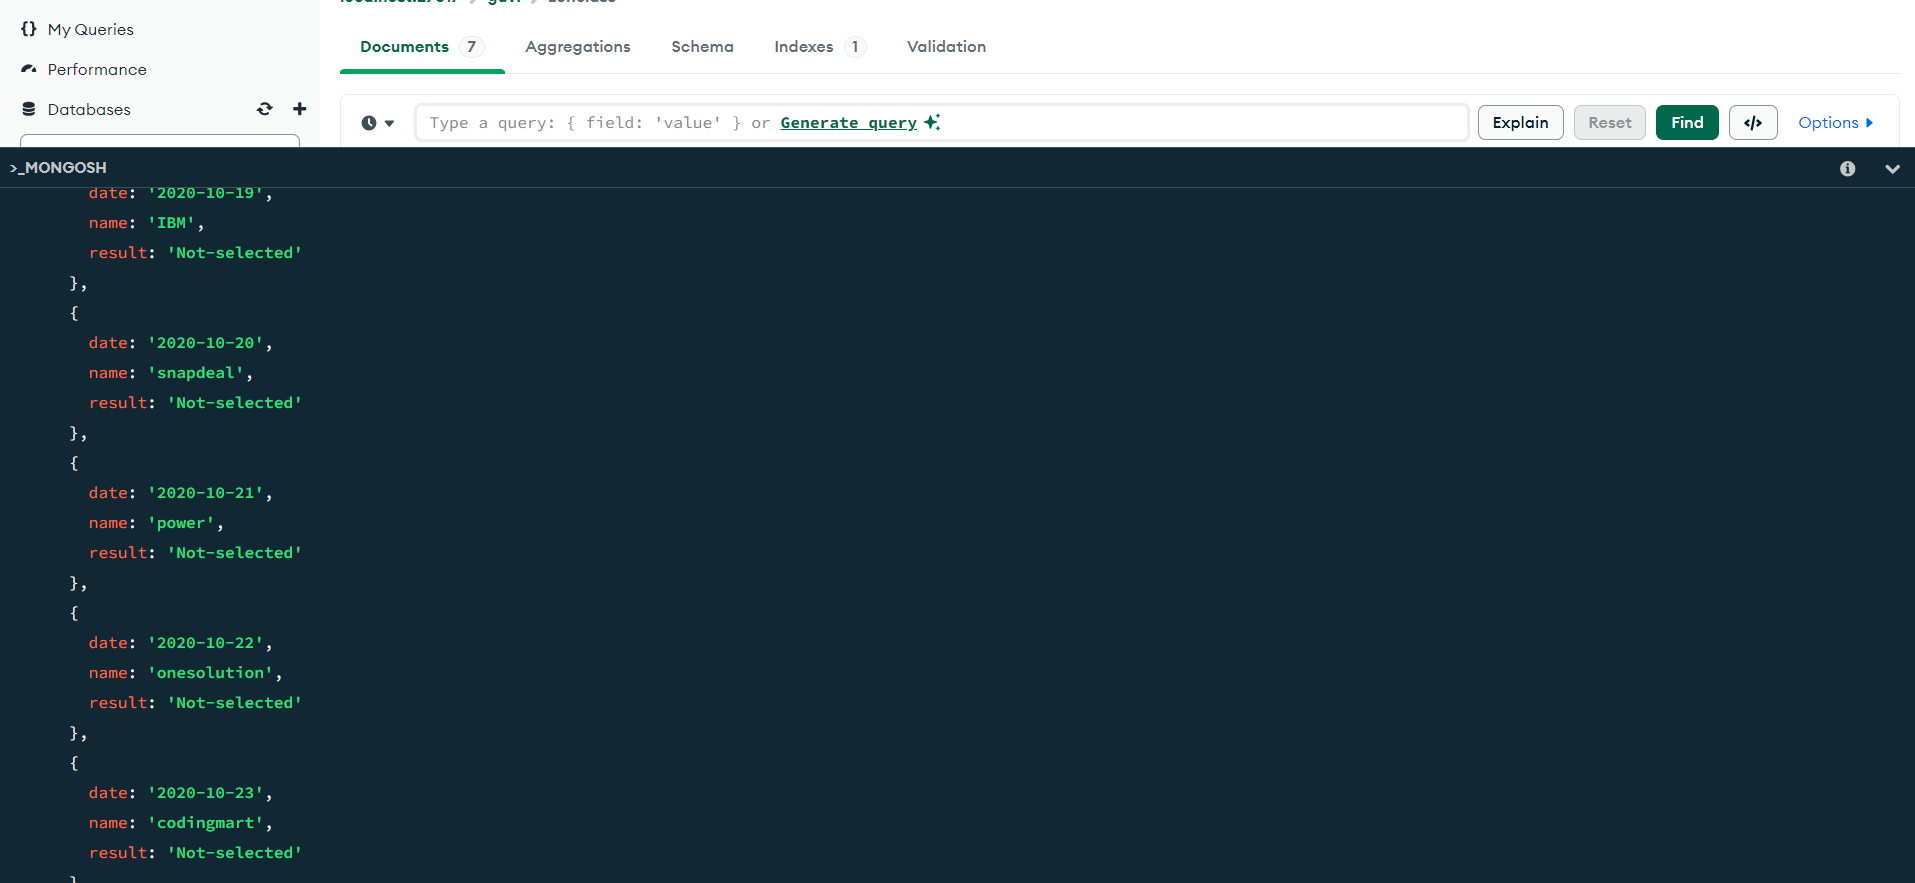 My Queries
Performance
Databases
Documents 7 Aggregations Schema Indexes 1 Validation
Type a query: { field: 'value' } or Generate query
Explain Reset Find </> Options
>_MONGOSH
date: '2020-10-19',
name: 'IBM',
result: 'Not-selected'
},
{
date: '2020-10-20',
name: 'snapdeal',
result: 'Not-selected'
},
{
date: '2020-10-21',
name: 'power',
result: 'Not-selected'
},
{
date: '2020-10-22',
name: 'onesolution',
result: 'Not-selected'
},
{
date: '2020-10-23',
name: 'codingmart',
result: 'Not-selected'
}